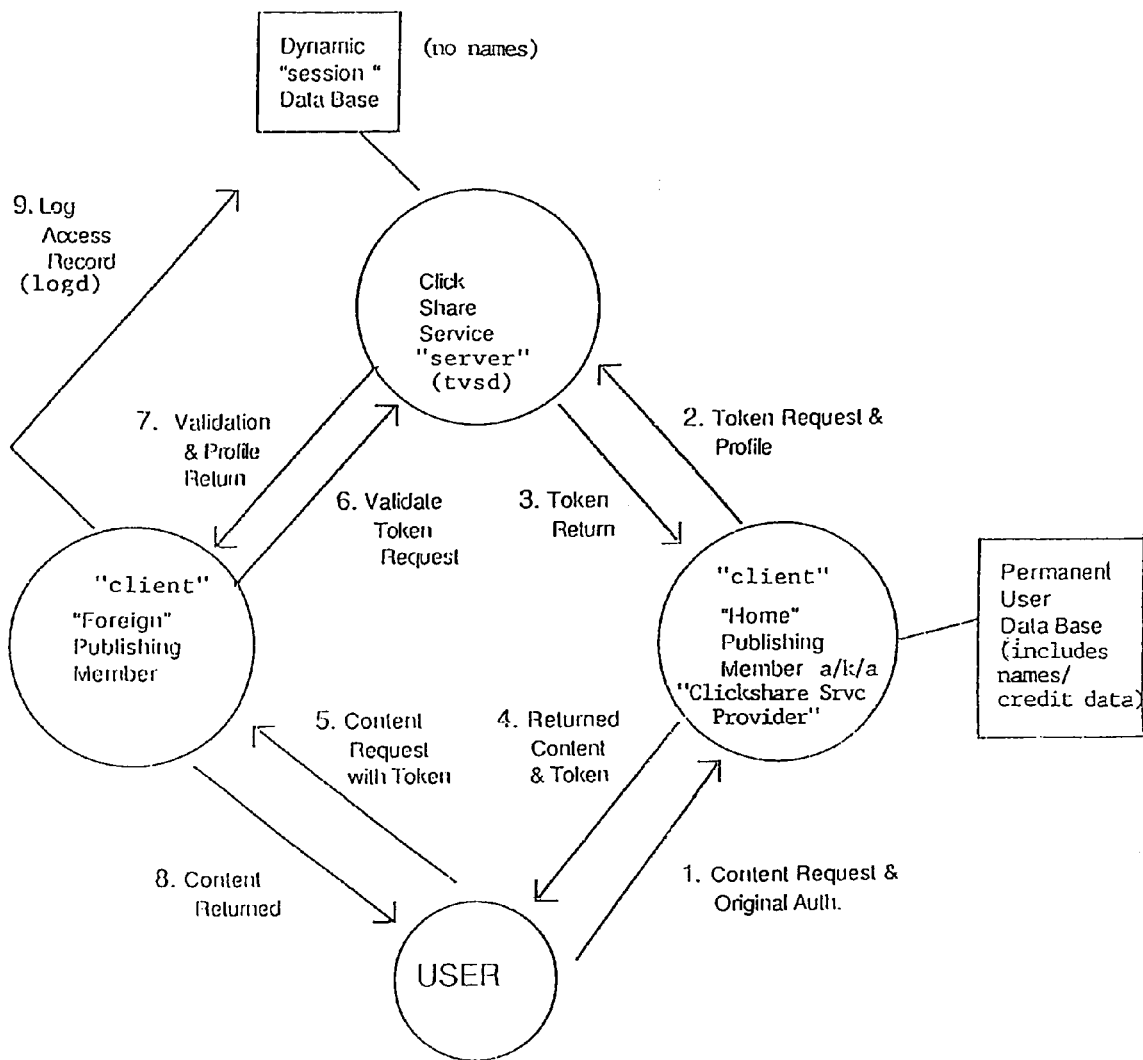 Dynamic
"session "
Data Base
(no names)
9. Log
Access
Record
(logd)
Click
Share
Service
"server"
(tvsd)
7. Validation
& Profile
Return
6. Validate
Token
Request
2. Token Request &
Profile
3. Token
Return
"client"
"Foreign"
Publishing
Member
"client"
"Home"
Publishing
Member a/k/a
"Clickshare Srvc
Provider"
Permanent
User
Data Base
(includes
names/
credit data)
5. Content
Request
with Token
4. Returned
Content
& Token
8. Content
Returned
1. Content Request &
Original Auth.
USER